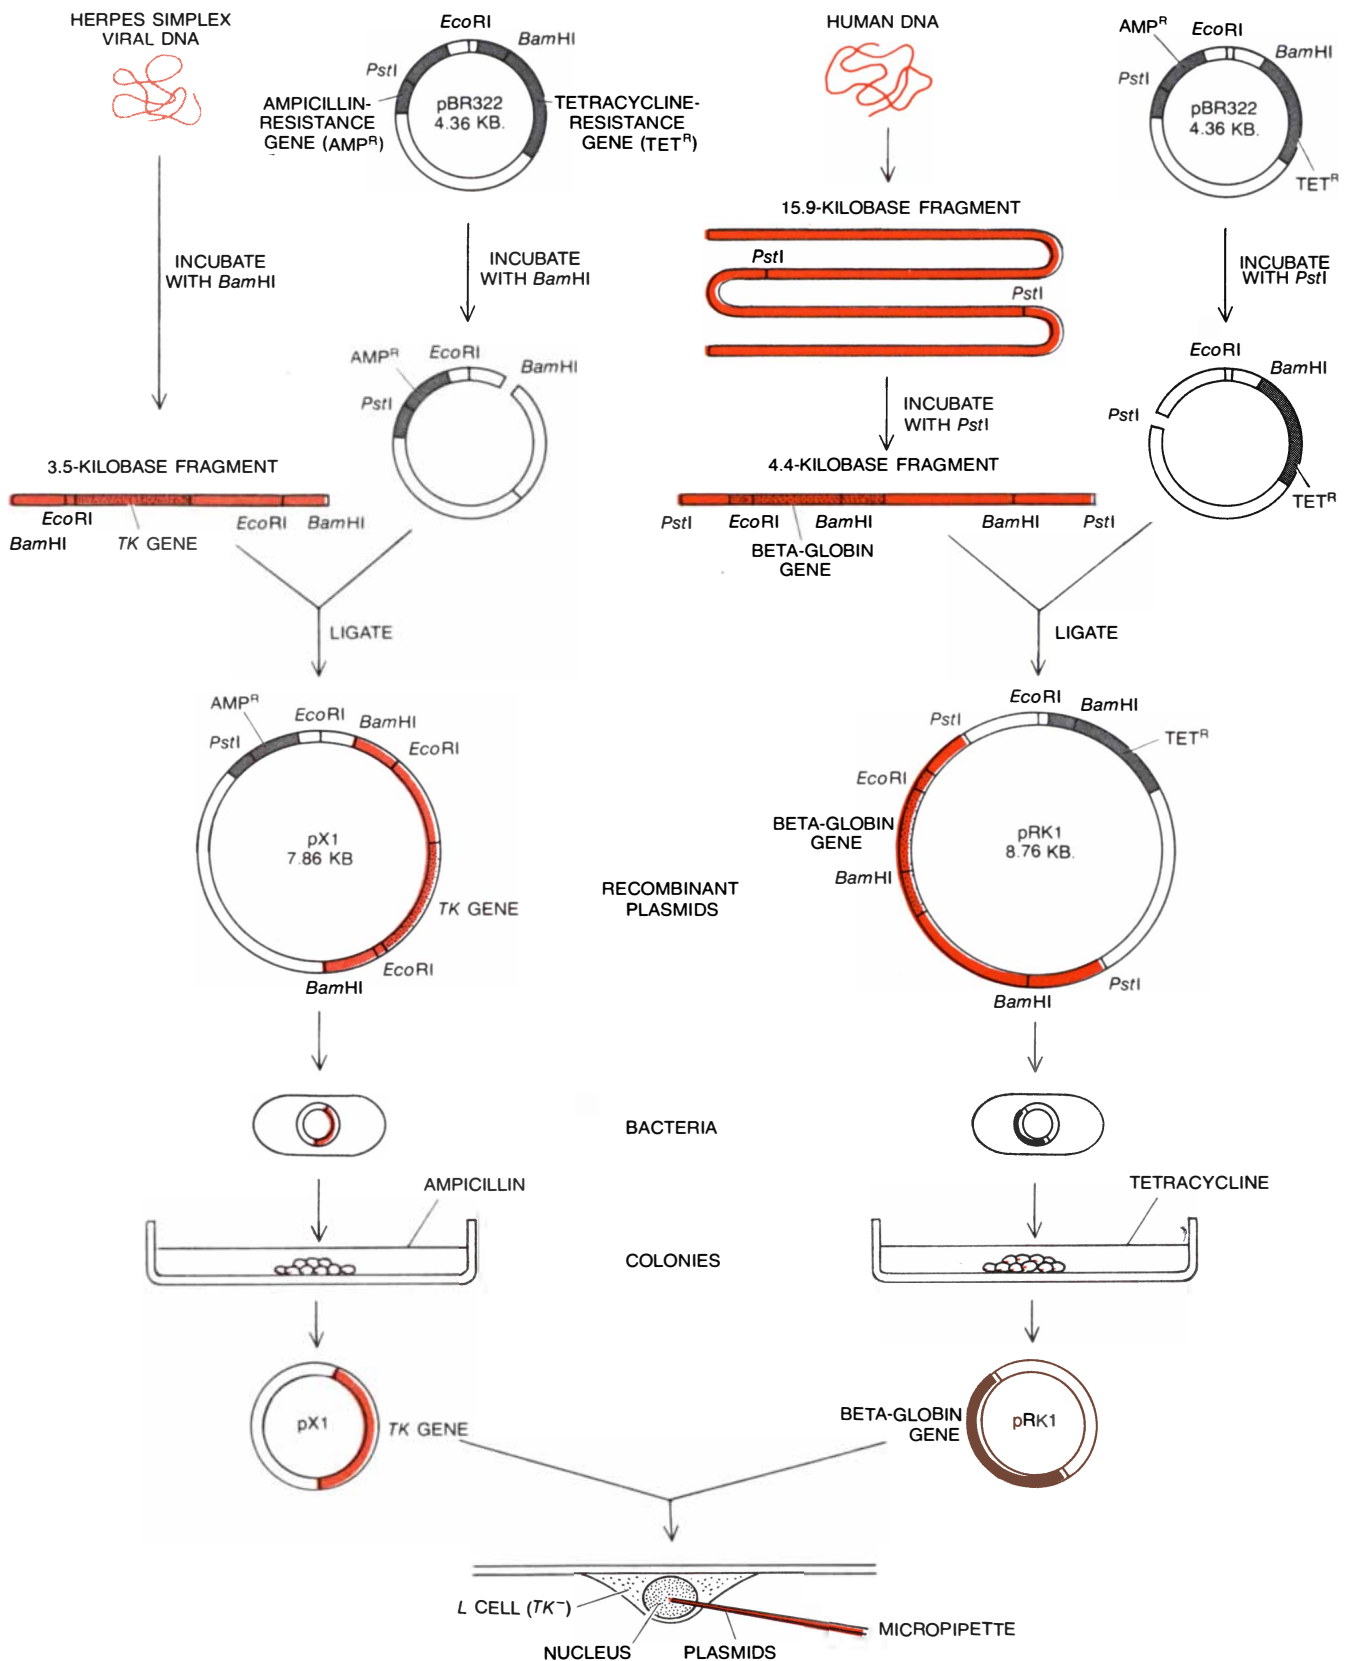 HERPES SIMPLEX
VIRAL DNA
EcoRI
BamHI
PstI
AMPICILLIN-
RESISTANCE
GENE (AMPR)
pBR322
4.36 KB.
TETRACYCLINE-
RESISTANCE
GENE (TETR)
INCUBATE
WITH BamHI
INCUBATE
WITH BamHI
AMPR
EcoRI
BamHI
PstI
3.5-KILOBASE FRAGMENT
EcoRI
BamHI
TK GENE
EcoRI
BamHI
LIGATE
AMPR
EcoRI
BamHI
PstI
EcoRI
pX1
7.86 KB
TK GENE
EcoRI
BamHI
HUMAN DNA
AMPR
EcoRI
BamHI
PstI
pBR322
4.36 KB.
TETR
15.9-KILOBASE FRAGMENT
PstI
PstI
INCUBATE
WITH PstI
INCUBATE
WITH PstI
EcoRI
BamHI
PstI
TETR
4.4-KILOBASE FRAGMENT
PstI
EcoRI
BamHI
BamHI
PstI
BETA-GLOBIN
GENE
LIGATE
PstI
EcoRI
BamHI
TETR
EcoRI
BETA-GLOBIN
GENE
pRK1
8.76 KB.
BamHI
BamHI
PstI
RECOMBINANT
PLASMIDS
BACTERIA
AMPICILLIN
TETRACYCLINE
COLONIES
pX1
TK GENE
BETA-GLOBIN
GENE
pRK1
L CELL (TK−)
NUCLEUS
PLASMIDS
MICROPIPETTE